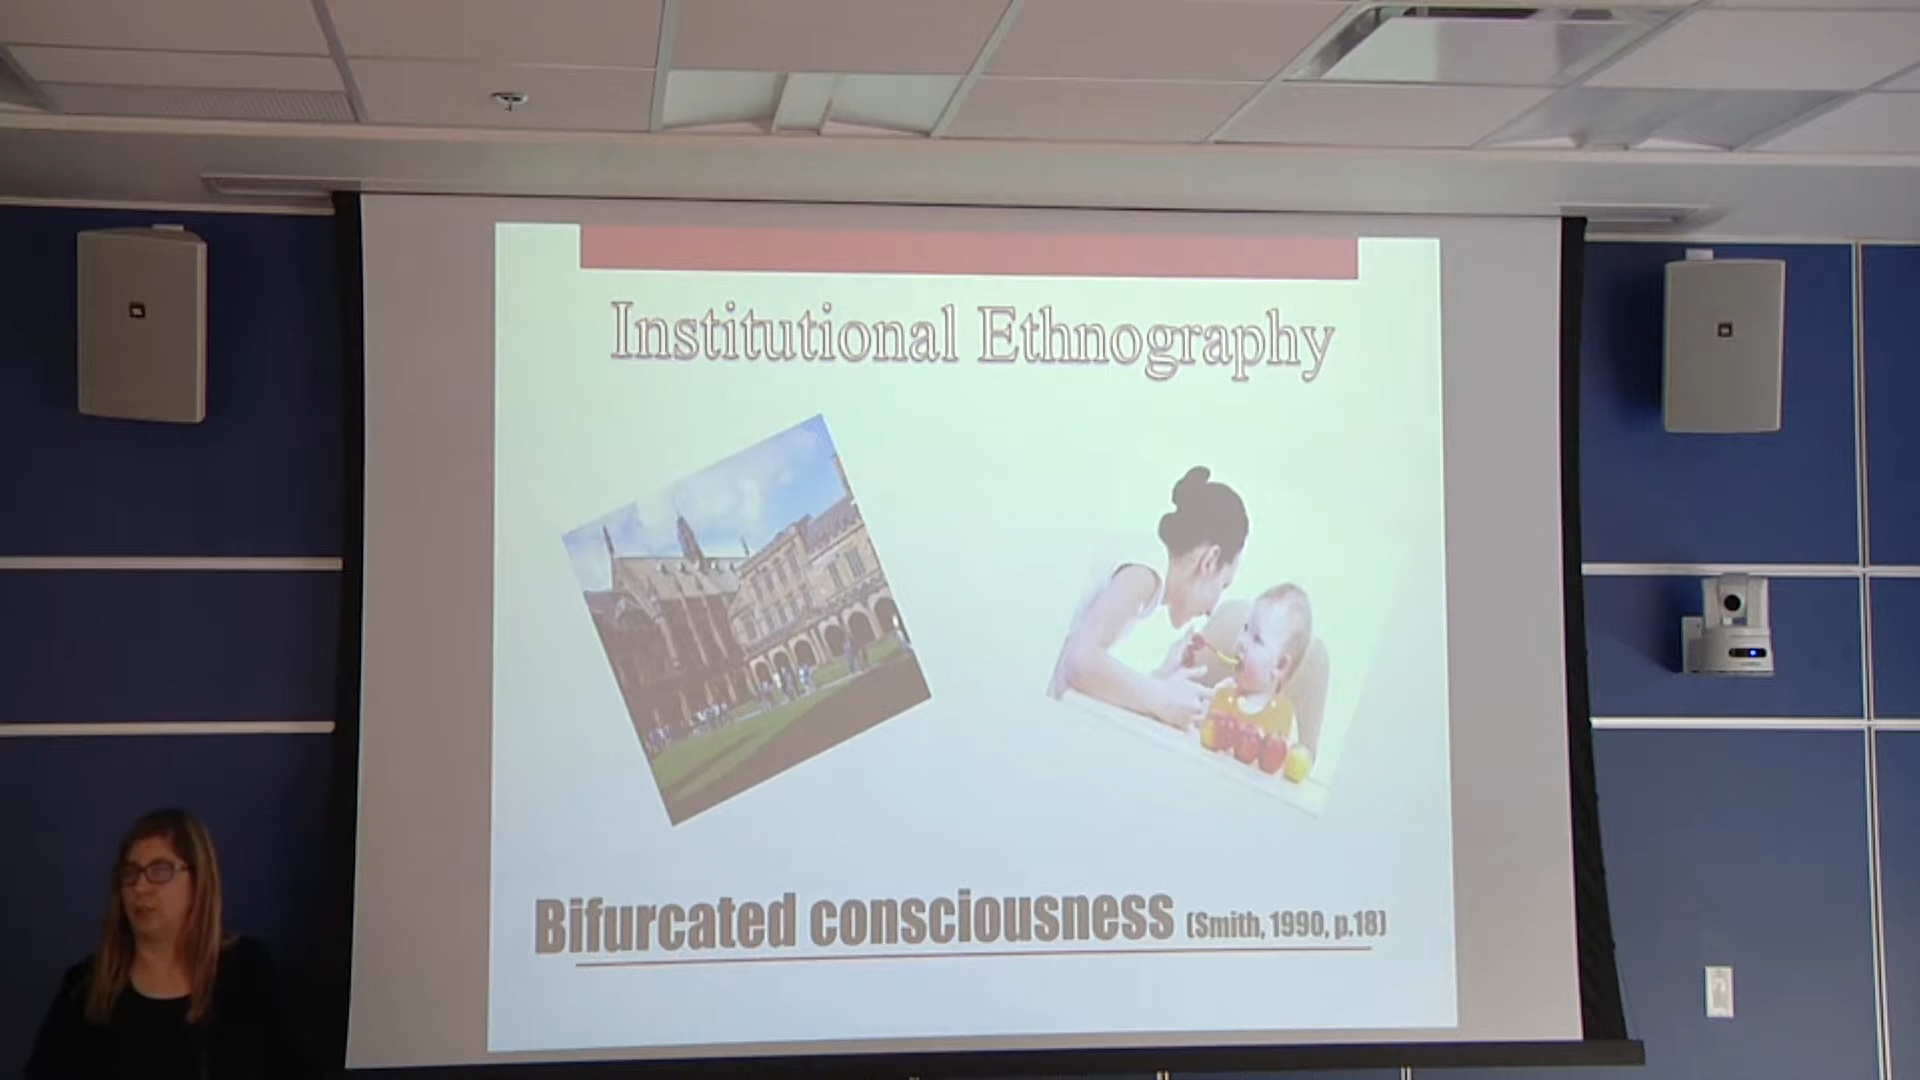 Institutional Ethnography
Bifurcated consciousness (Smith, 1990, p.18)